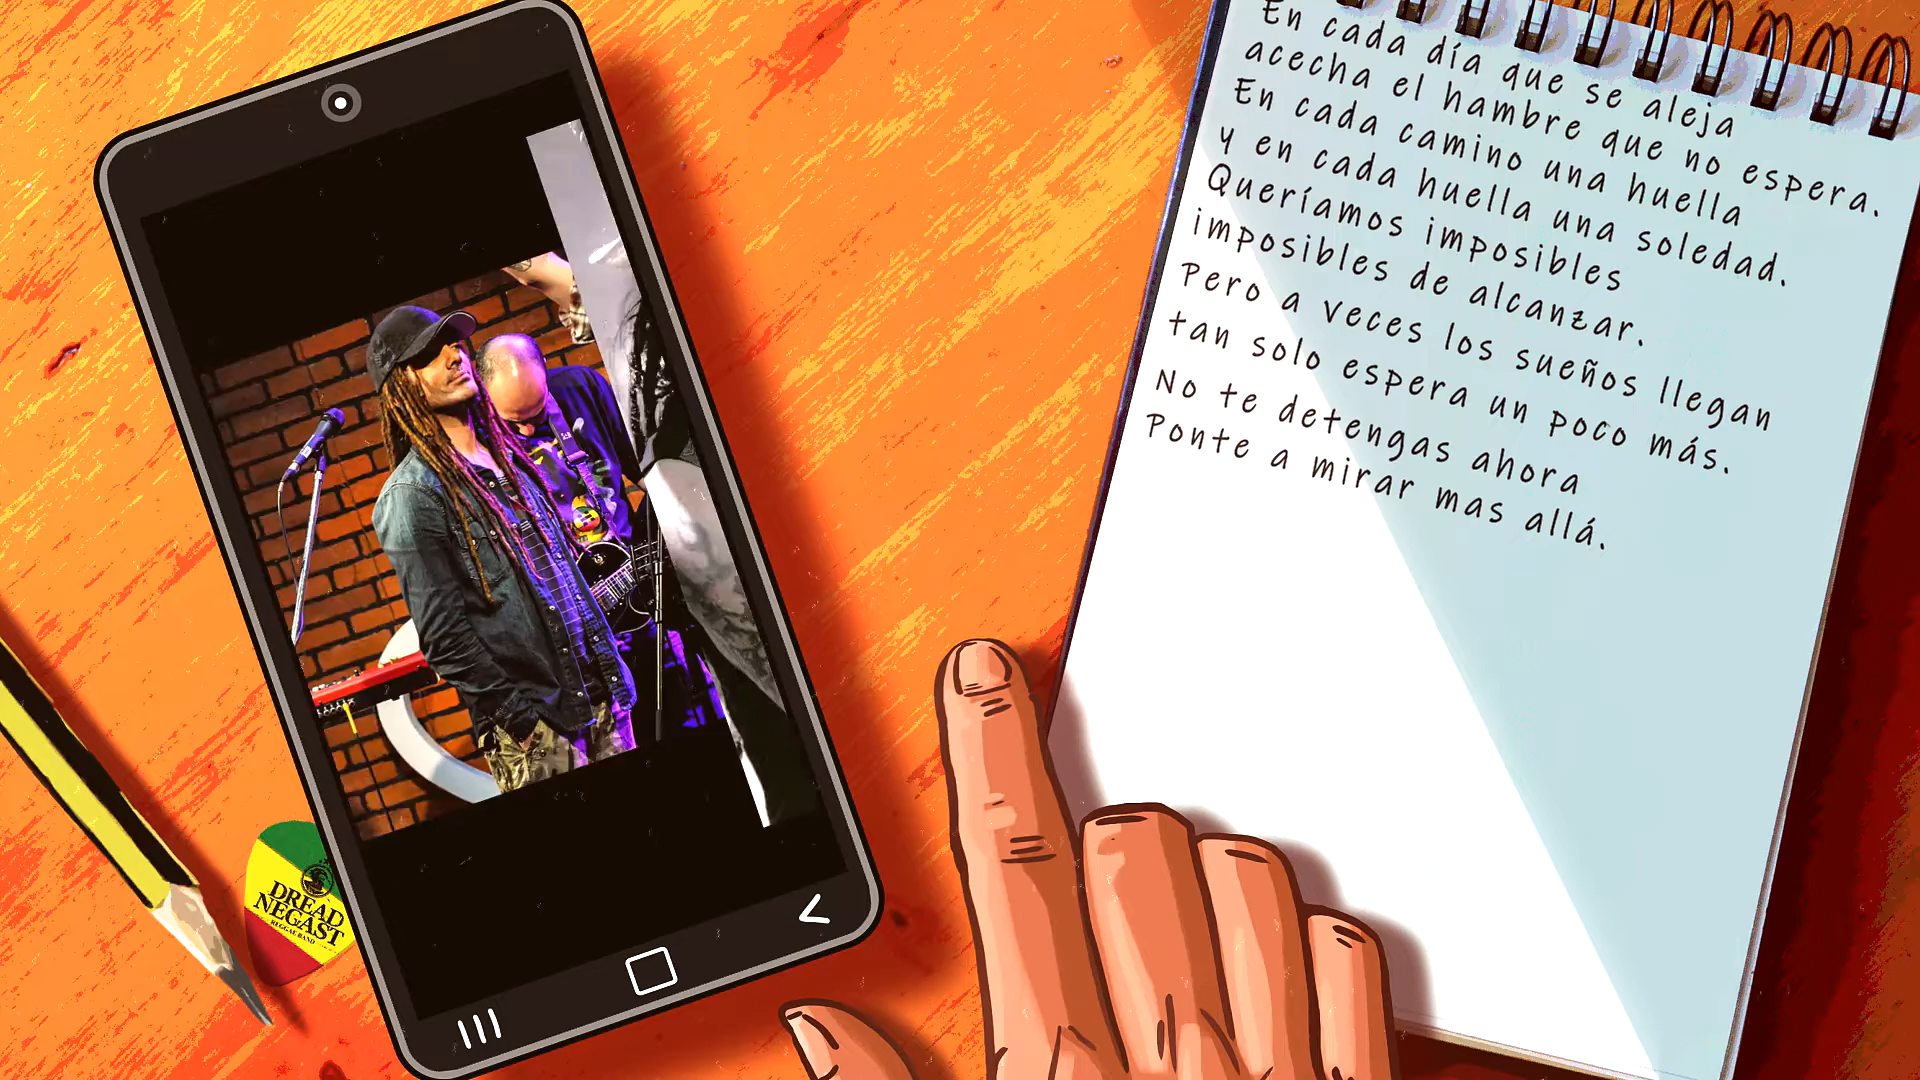 En cada día que se aleja
acecha el hambre que no espera.
En cada camino una huella
y en cada huella una soledad.
Queríamos imposibles
imposibles de alcanzar.
Pero a veces los sueños llegan
tan solo espera un poco más.
No te detengas ahora
Ponte a mirar mas allá.
DREAD
NEGAST
REGGAE BAND